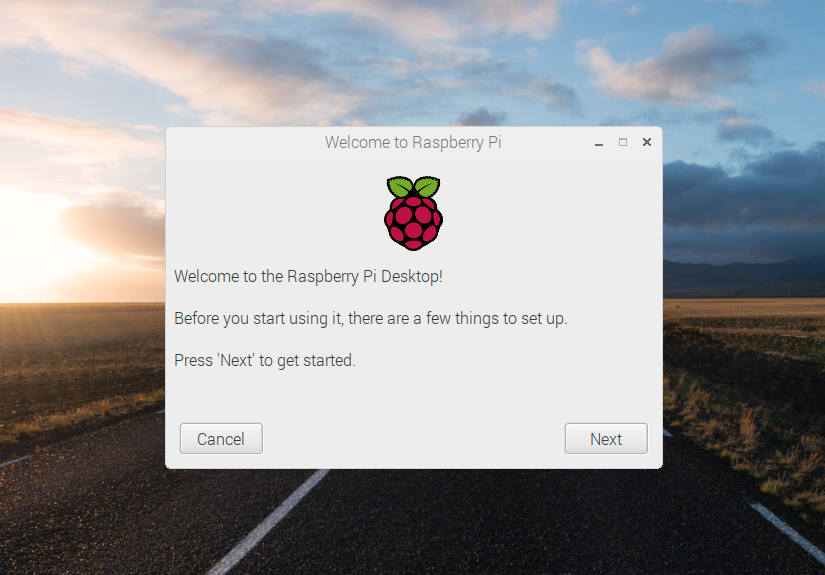 Welcome to Raspberry Pi
Welcome to the Raspberry Pi Desktop!
Before you start using it, there are a few things to set up.
Press 'Next' to get started.
Cancel
Next